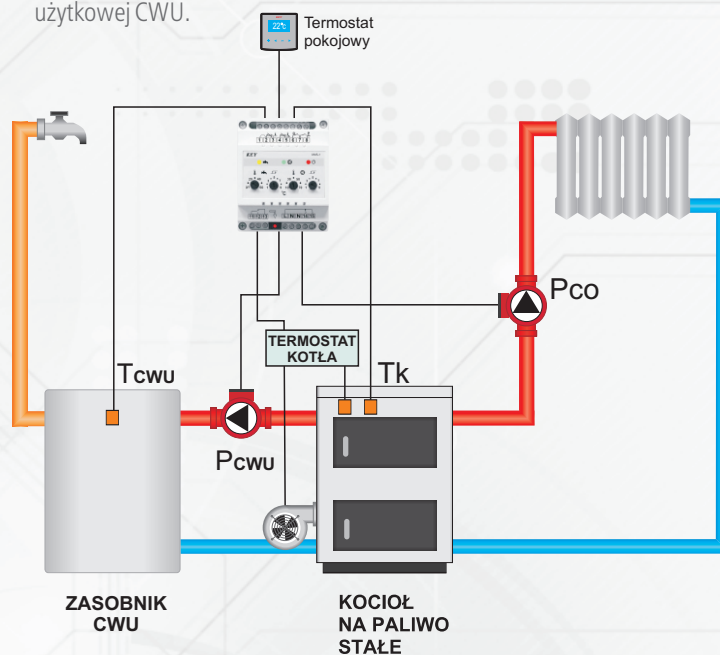 użytkowej CWU.
Termostat
pokojowy
22°c
TERMOSTAT
KOTŁA
TCWU
Tk
PCWU
Pco
ZASOBNIK
CWU
KOCIOŁ
NA PALIWO
STAŁE